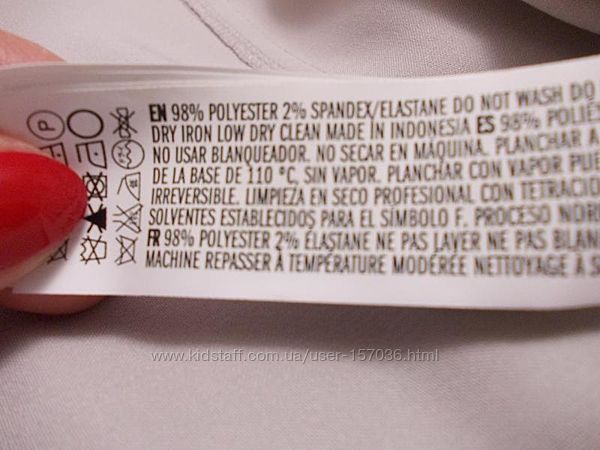 EN 98% POLYESTER 2% SPANDEX/ELASTANE DO NOT WASH DO
DRY IRON LOW DRY CLEAN MADE IN INDONESIA ES 98% POLIÉS
NO USAR BLANQUEADOR. NO SECAR EN MÁQUINA. PLANCHAR A
DE LA BASE DE 110 °C, SIN VAPOR. PLANCHAR CON VAPOR PUE
IRREVERSIBLE. LIMPIEZA EN SECO PROFESIONAL CON TETRACLO
SOLVENTES ESTABLECIDOS PARA EL SÍMBOLO F. PROCESO NOR
FR 98% POLYESTER 2% ÉLASTANE NE PAS LAVER NE PAS BLAN
MACHINE REPASSER À TEMPÉRATURE MODÉRÉE NETTOYAGE À S
P
www.kidstaff.com.ua/user-157036.html